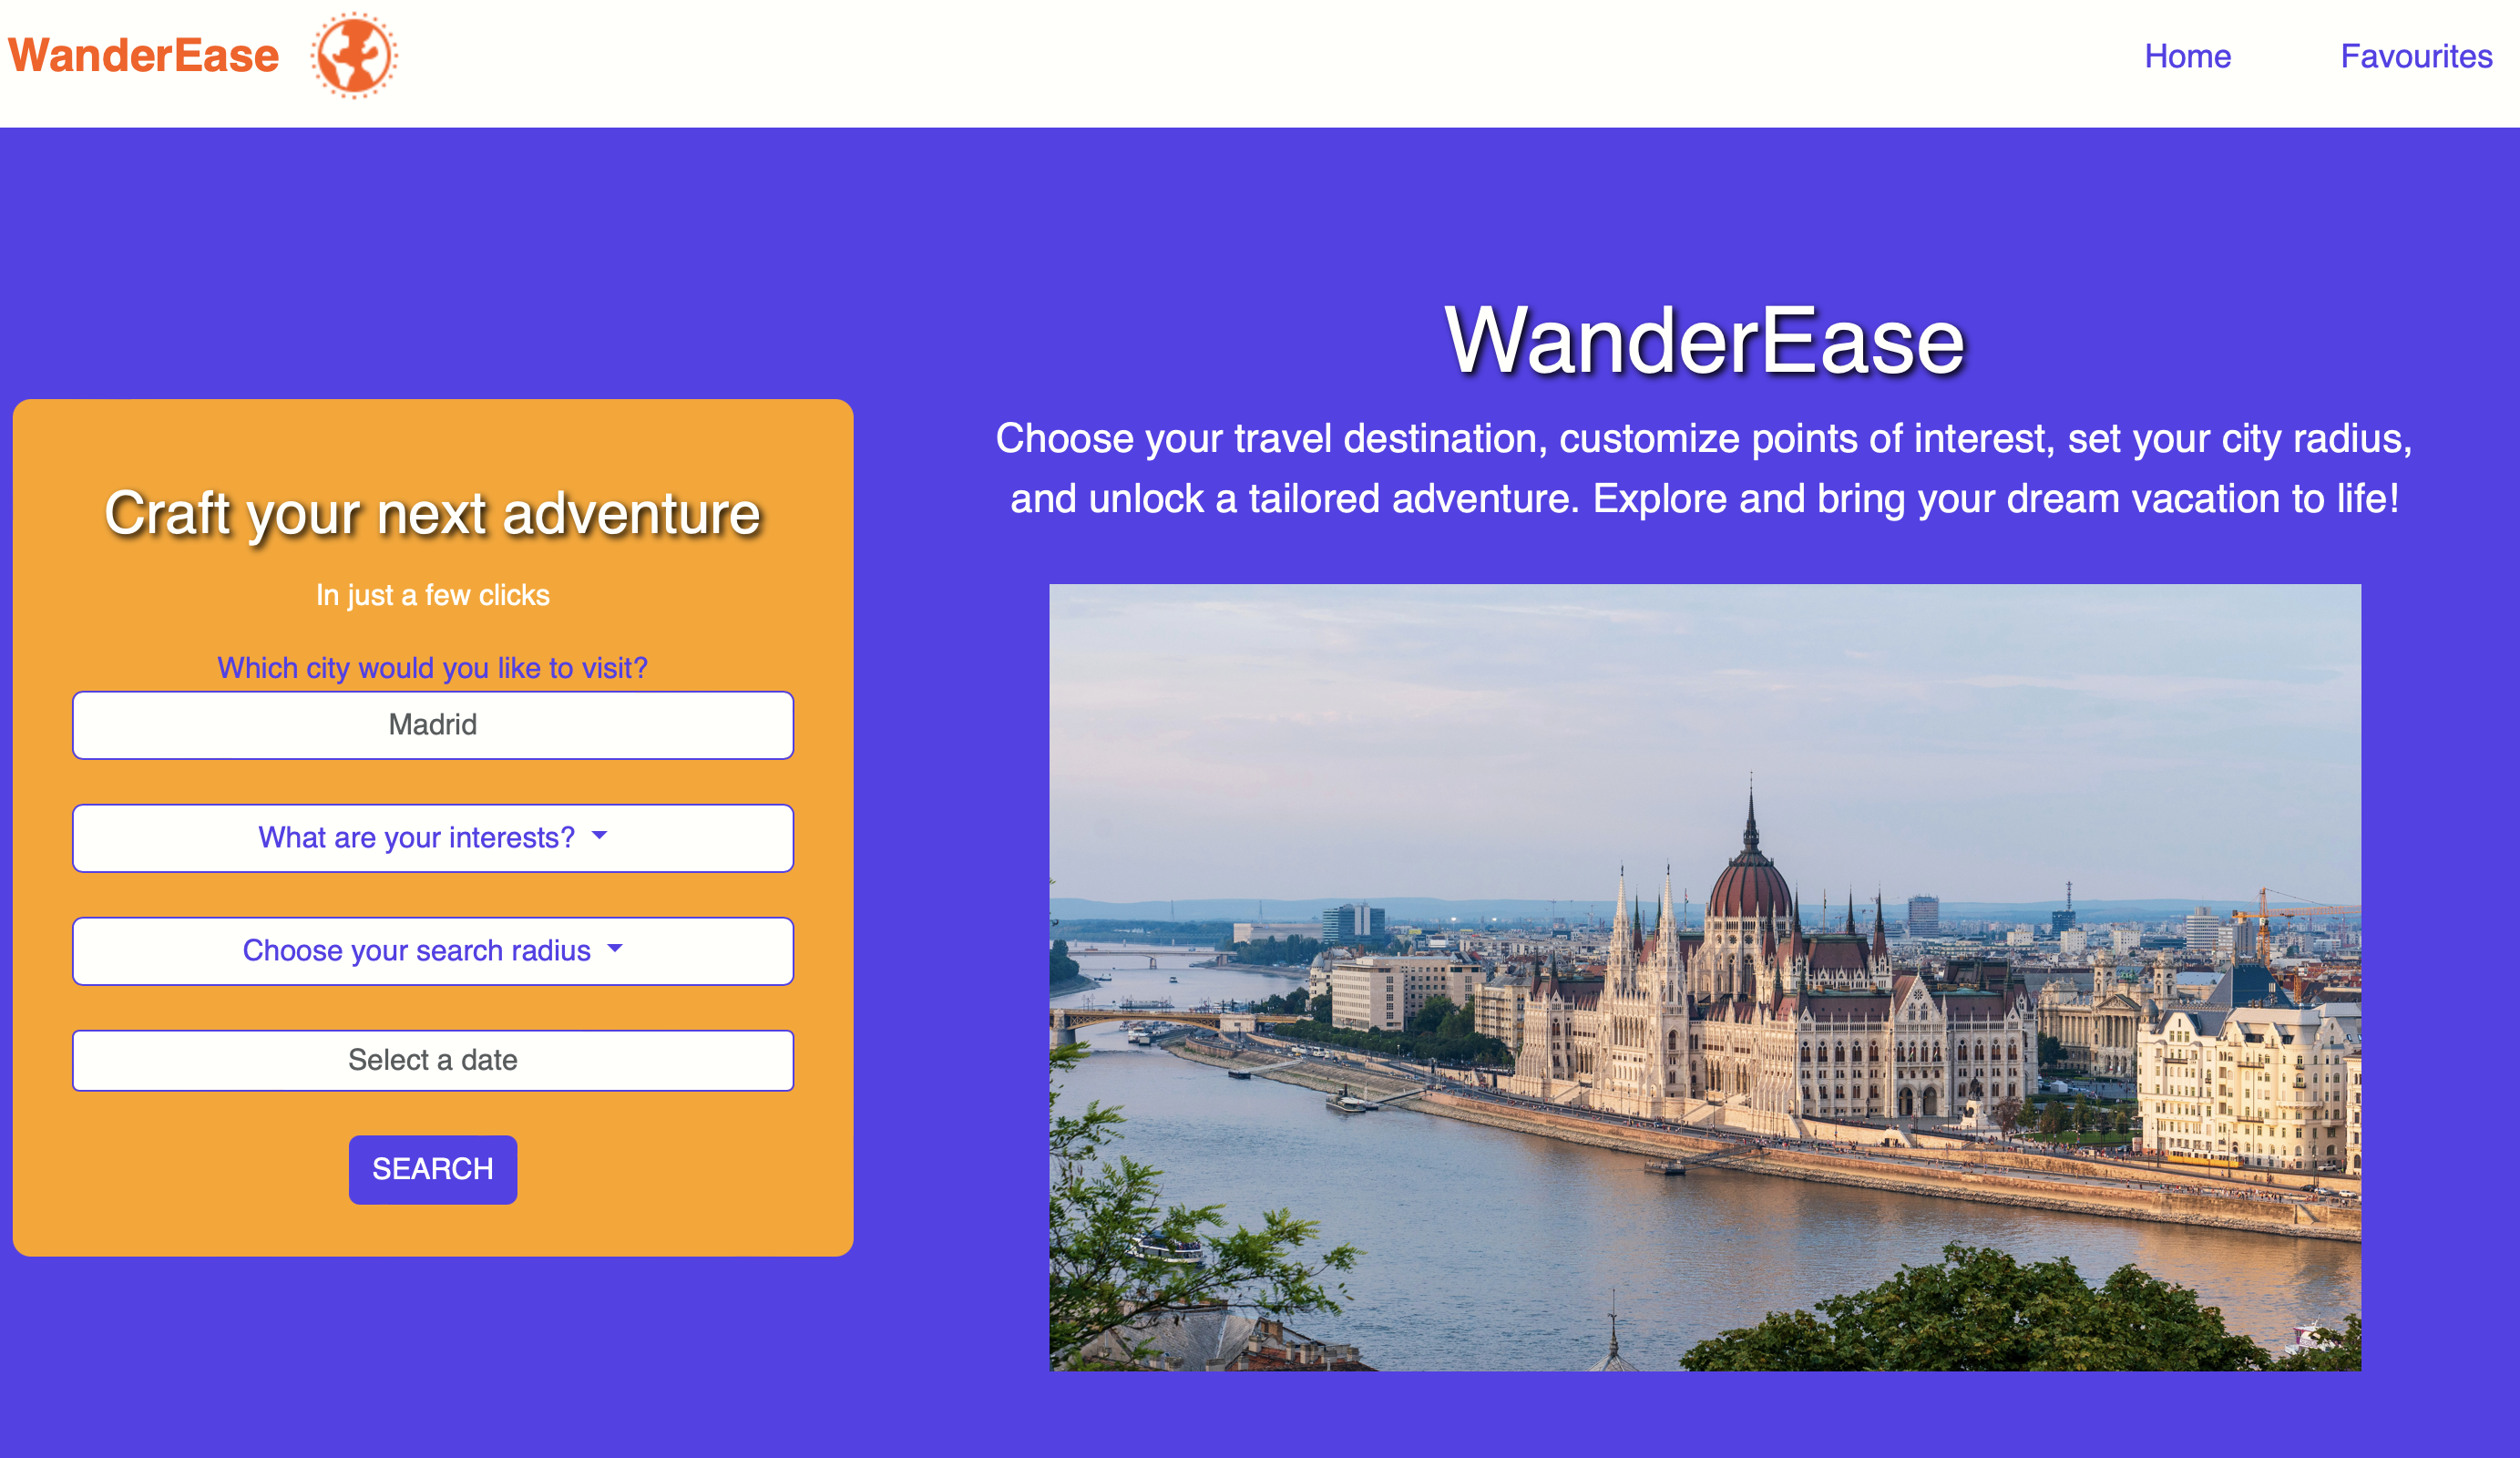 WanderEase
Home
Favourites
Craft your next adventure
In just a few clicks
Which city would you like to visit?
Madrid
What are your interests?
Choose your search radius
Select a date
SEARCH
WanderEase
Choose your travel destination, customize points of interest, set your city radius,
and unlock a tailored adventure. Explore and bring your dream vacation to life!